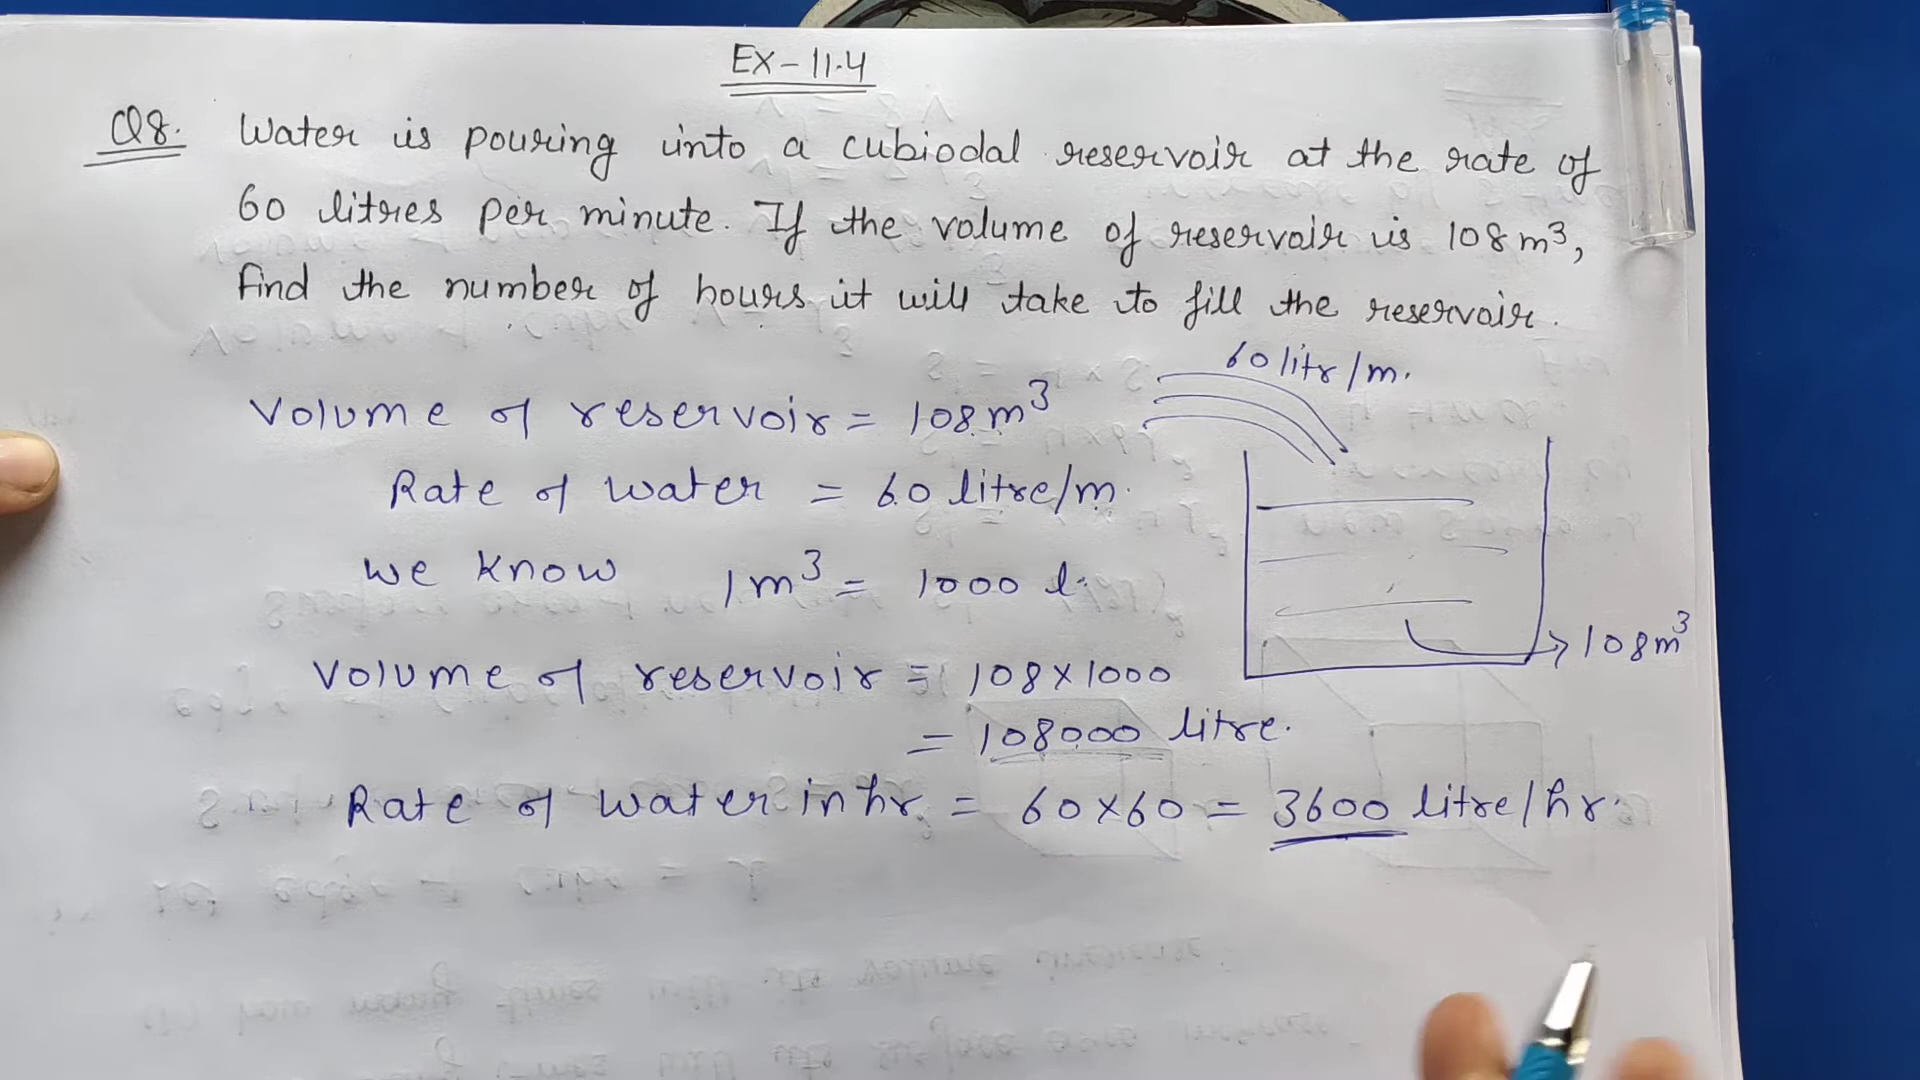 EX-11.4
Q8. Water is pouring into a cubiodal reservoir at the rate of
60 litres per minute. If the volume of reservoir is 108 m³,
find the number of hours it will take to fill the reservoir.
60 litr/m.
Volume of reservoir = 108 m³
Rate of water = 60 litre/m.
We know 1m³ = 1000 l.
108m³
Volume of reservoir = 108×1000
= 108000 litre.
Rate of water in hr = 60×60 = 3600 litre/hr.